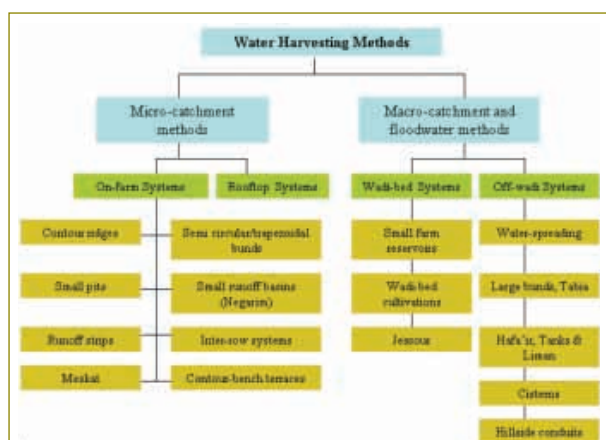 Water Harvesting Methods
Micro-catchment
methods
Macro-catchment and
floodwater methods
On-farm Systems
Rooftop Systems
Wadi-bed Systems
Off-wadi Systems
Contour ridges
Semi circular/trapezoidal
bunds
Small farm
reservoirs
Water-spreading
Small pits
Small runoff basins
(Negarim)
Wadi-bed
cultivations
Large bunds, Tabia
Runoff strips
Inter-row systems
Jessour
Hafa'ir, Tanks &
Liman
Meskat
Contour-bench terraces
Cisterns
Hillside conduits